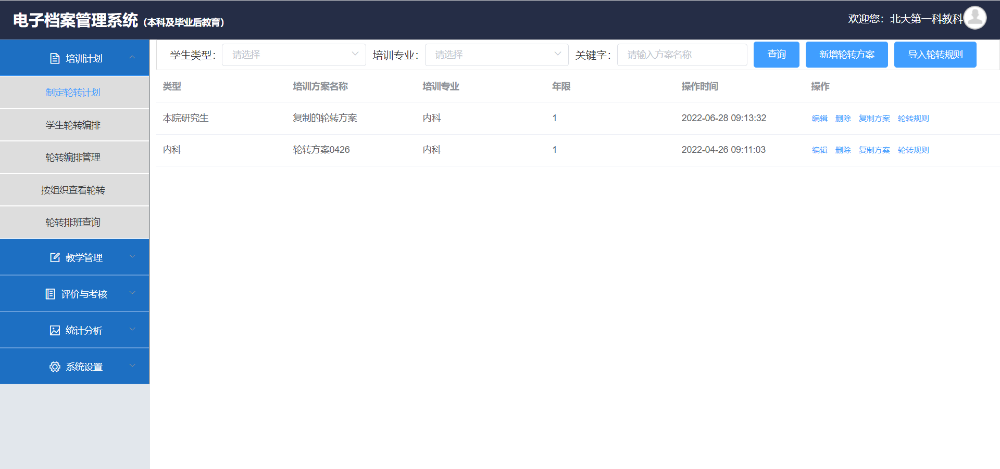 电子档案管理系统 (本科及毕业后教育)
欢迎您：北大第一科教科
培训计划
制定轮转计划
学生轮转编排
轮转编排管理
按组织查看轮转
轮转排班查询
教学管理
评价与考核
统计分析
系统设置
学生类型： 请选择 培训专业： 请选择 关键字： 请输入方案名称 查询 新增轮转方案 导入轮转规则
类型 培训方案名称 培训专业 年限 操作时间 操作
本院研究生 复制的轮转方案 内科 1 2022-06-28 09:13:32 编辑 删除 复制方案 轮转规则
内科 轮转方案0426 内科 1 2022-04-26 09:11:03 编辑 删除 复制方案 轮转规则